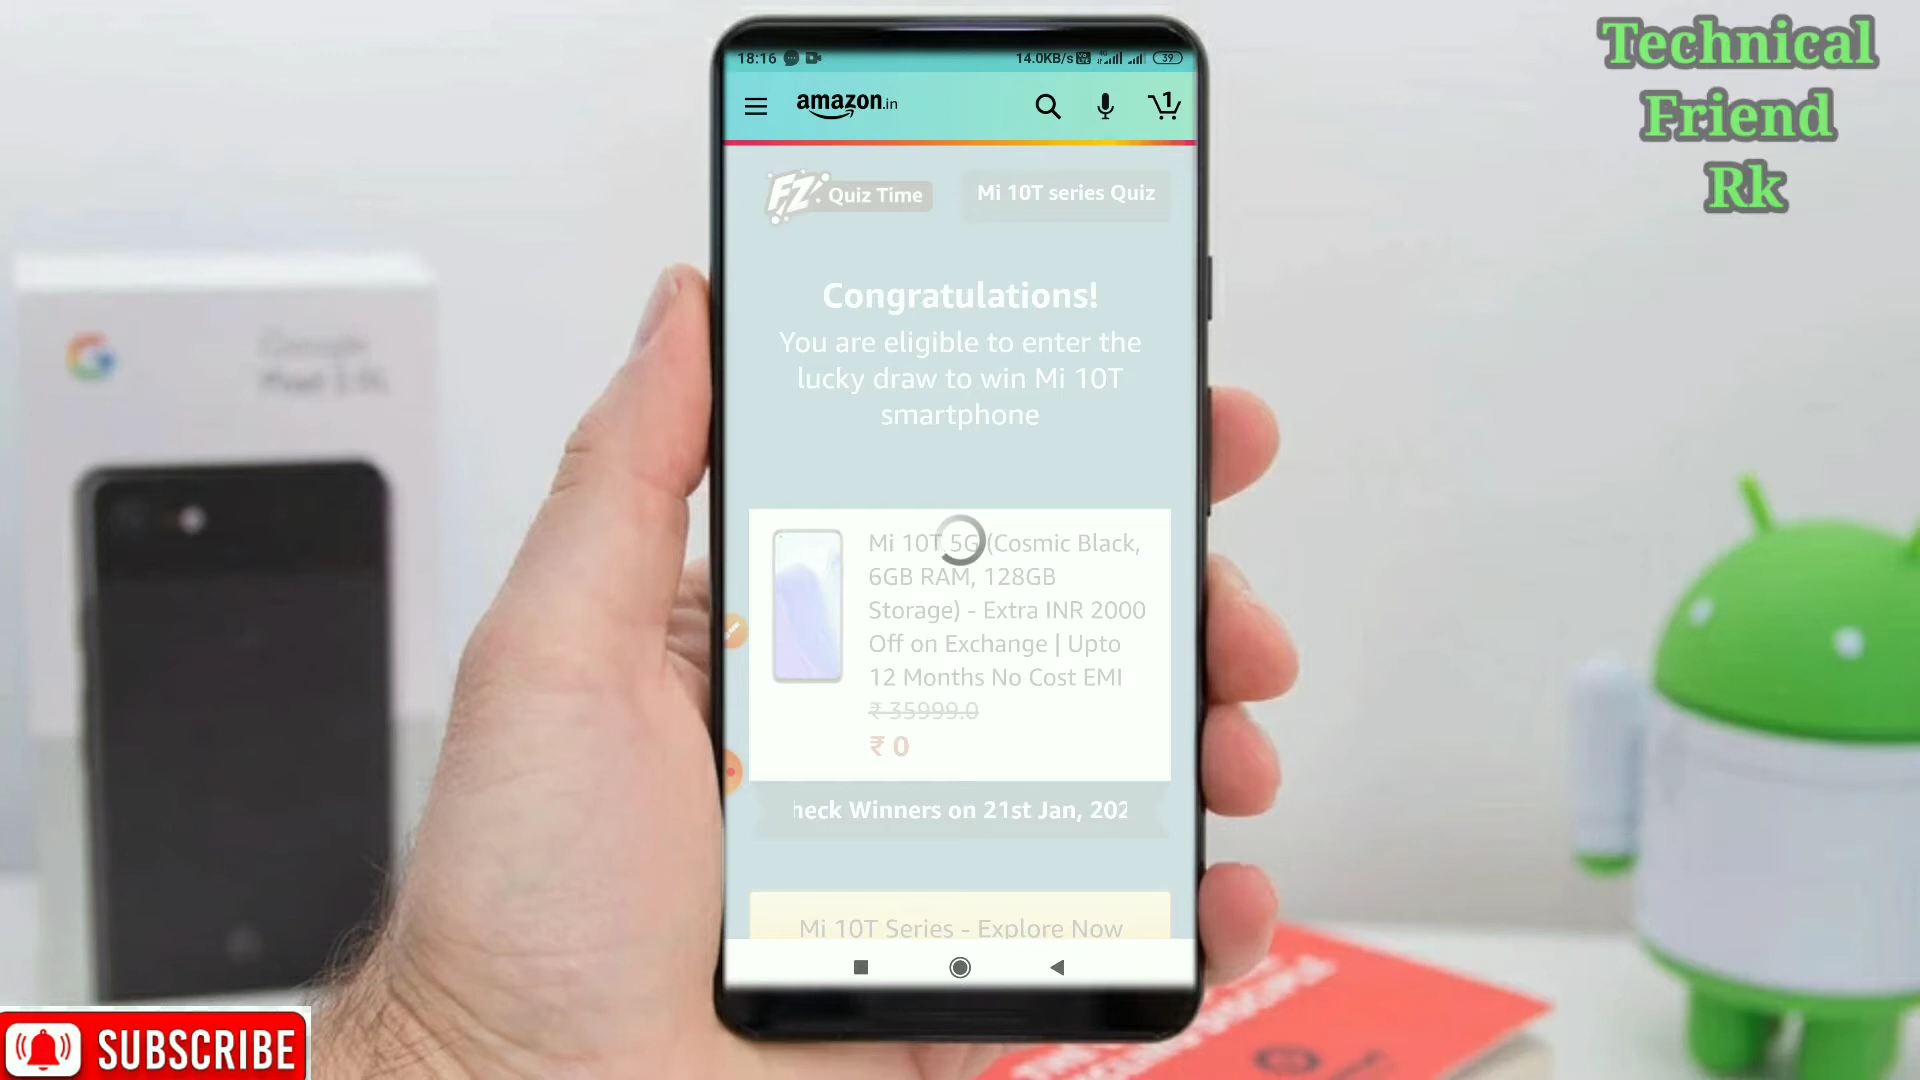 Technical
Friend
Rk
18:16
14.0KB/s
39
amazon.in
1
FZ Quiz Time
Mi 10T series Quiz
Congratulations!
You are eligible to enter the
lucky draw to win Mi 10T
smartphone
Mi 10T 5G (Cosmic Black,
6GB RAM, 128GB
Storage) - Extra INR 2000
Off on Exchange | Upto
12 Months No Cost EMI
₹ 35999.0
₹ 0
heck Winners on 21st Jan, 202
Mi 10T Series - Explore Now
SUBSCRIBE